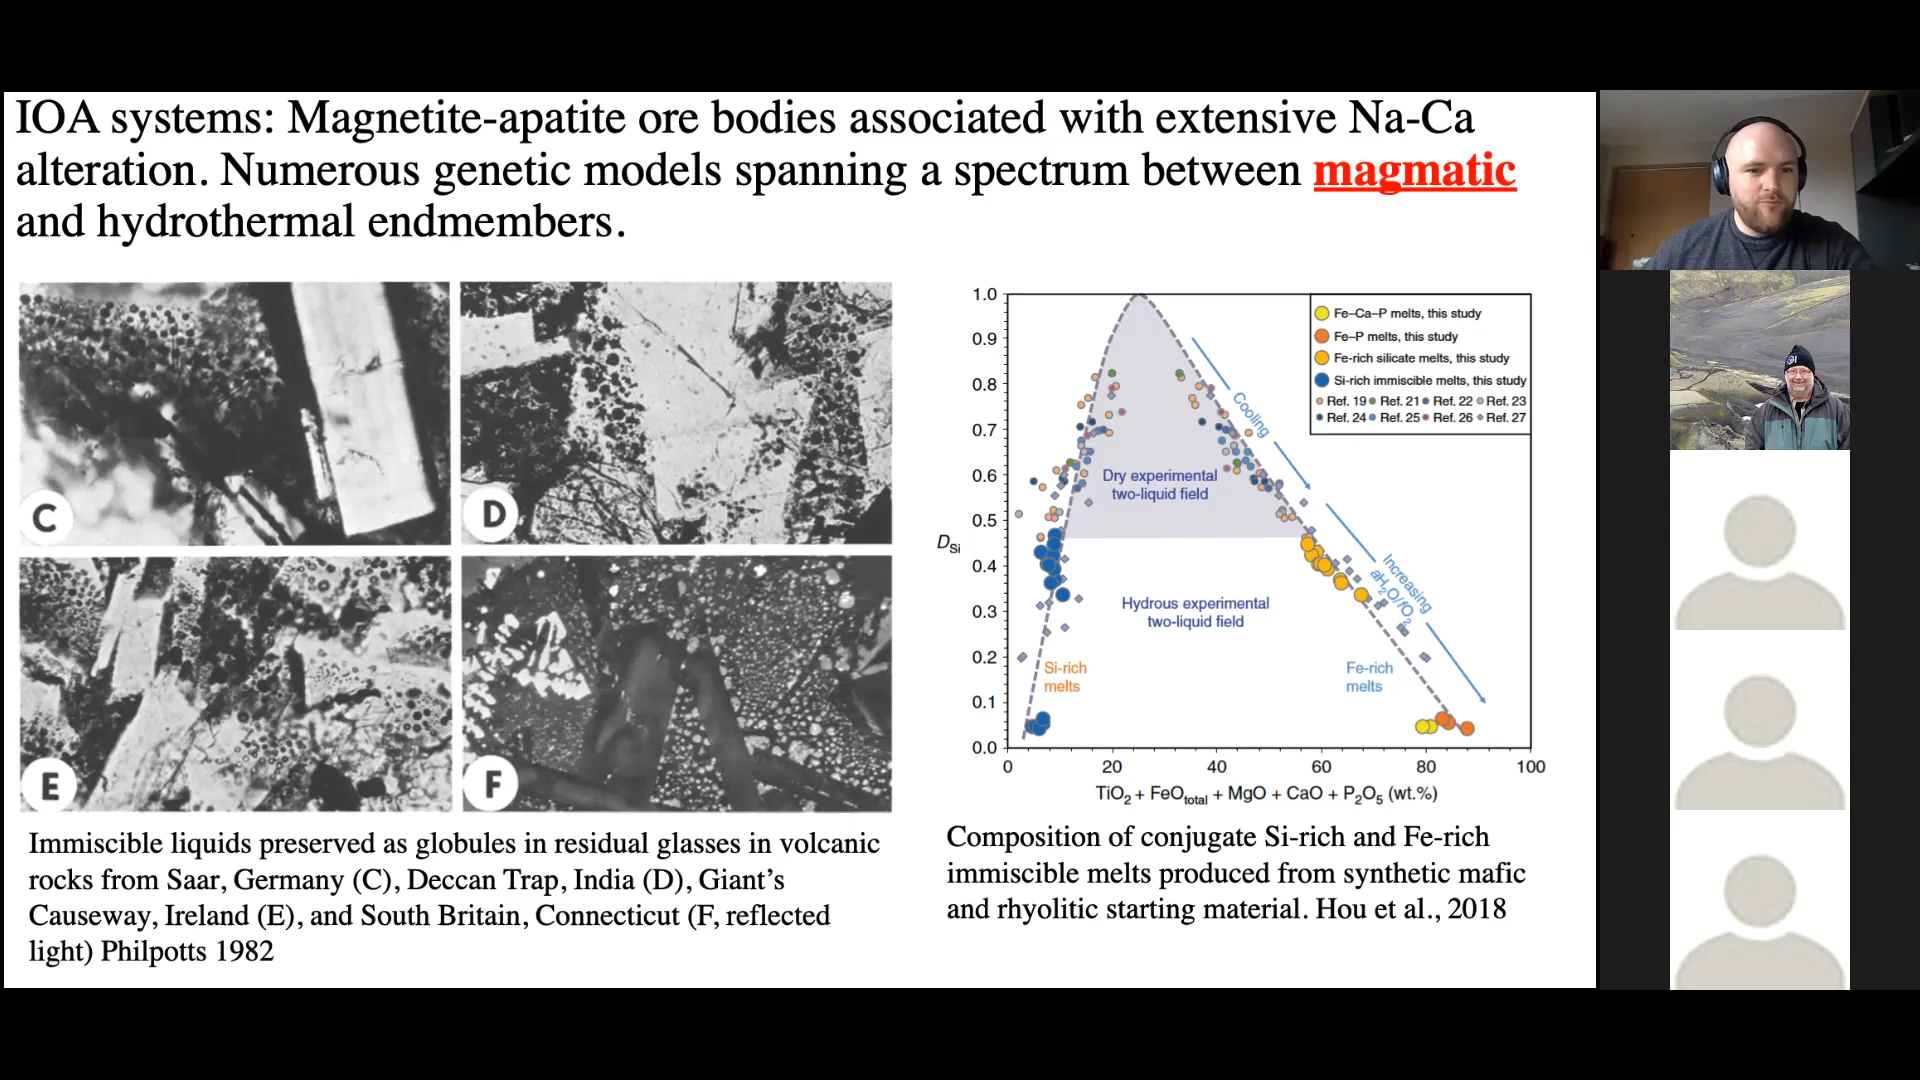 IOA systems: Magnetite-apatite ore bodies associated with extensive Na-Ca
alteration. Numerous genetic models spanning a spectrum between magmatic
and hydrothermal endmembers.
C
D
E
F
Immiscible liquids preserved as globules in residual glasses in volcanic
rocks from Saar, Germany (C), Deccan Trap, India (D), Giant's
Causeway, Ireland (E), and South Britain, Connecticut (F, reflected
light) Philpotts 1982
1.0
0.9
0.8
0.7
0.6
0.5
0.4
0.3
0.2
0.1
0.0
D_Si
Fe–Ca–P melts, this study
Fe–P melts, this study
Fe-rich silicate melts, this study
Si-rich immiscible melts, this study
Ref. 19 Ref. 21 Ref. 22 Ref. 23
Ref. 24 Ref. 25 Ref. 26 Ref. 27
Cooling
Dry experimental
two-liquid field
Increasing
aH₂O/fO₂
Hydrous experimental
two-liquid field
Si-rich
melts
Fe-rich
melts
0 20 40 60 80 100
TiO₂ + FeOtotal + MgO + CaO + P₂O₅ (wt.%)
Composition of conjugate Si-rich and Fe-rich
immiscible melts produced from synthetic mafic
and rhyolitic starting material. Hou et al., 2018